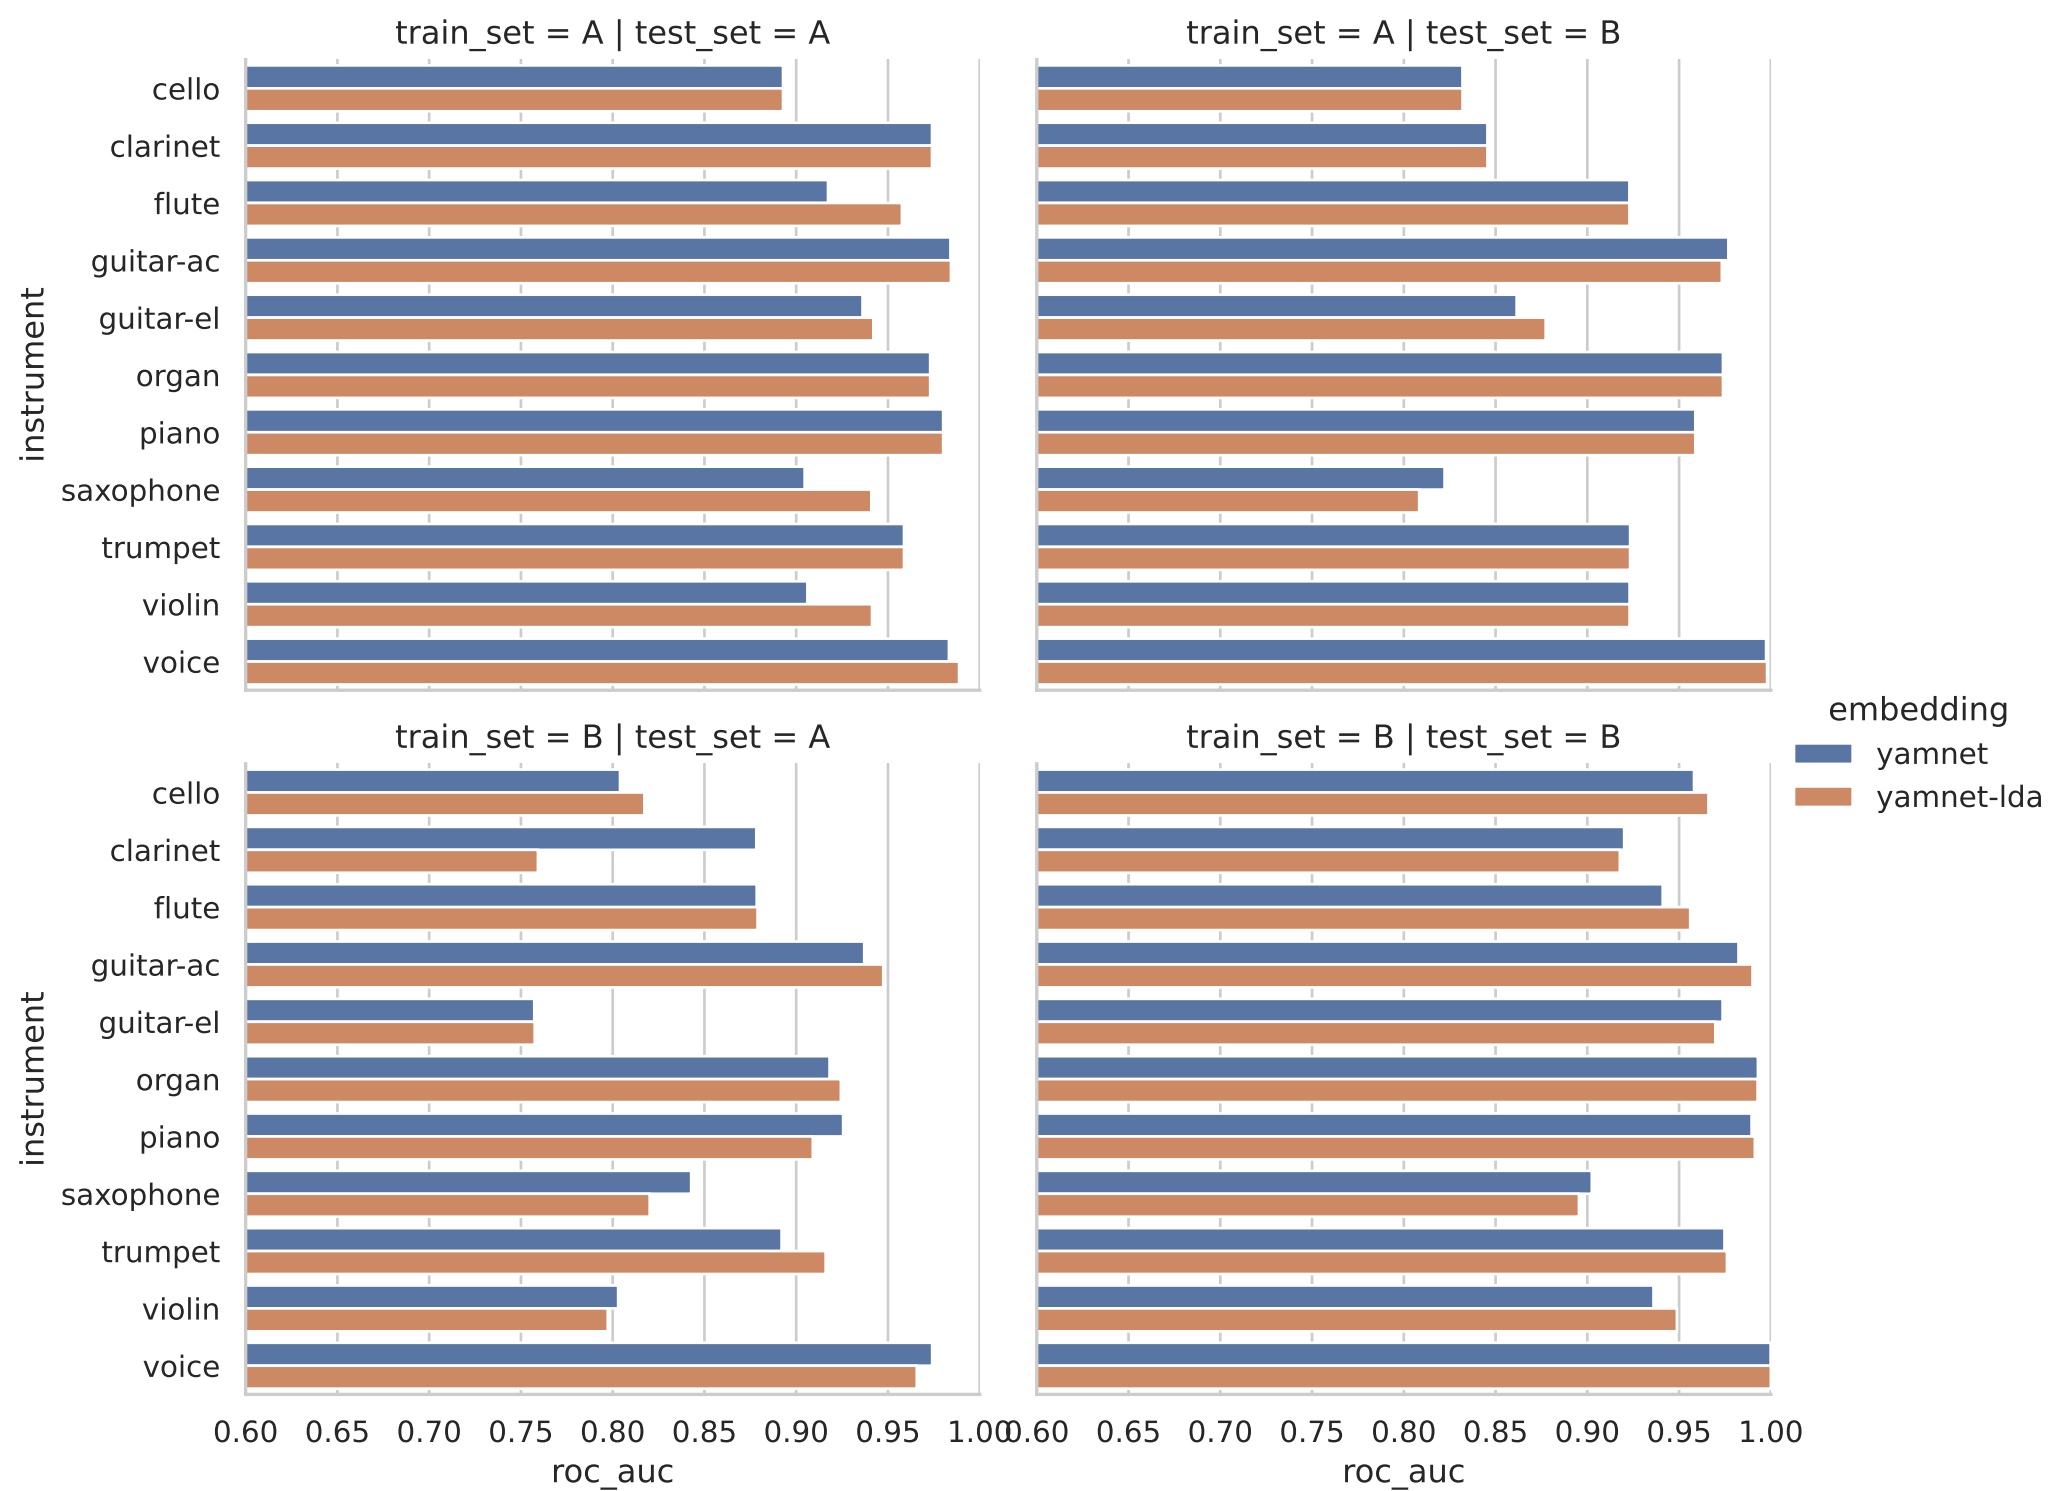 train_set = A | test_set = A
train_set = A | test_set = B
instrument
cello
clarinet
flute
guitar-ac
guitar-el
organ
piano
saxophone
trumpet
violin
voice
embedding
yamnet
yamnet-lda
train_set = B | test_set = A
train_set = B | test_set = B
instrument
cello
clarinet
flute
guitar-ac
guitar-el
organ
piano
saxophone
trumpet
violin
voice
0.60 0.65 0.70 0.75 0.80 0.85 0.90 0.95 1.00
0.60 0.65 0.70 0.75 0.80 0.85 0.90 0.95 1.00
roc_auc
roc_auc